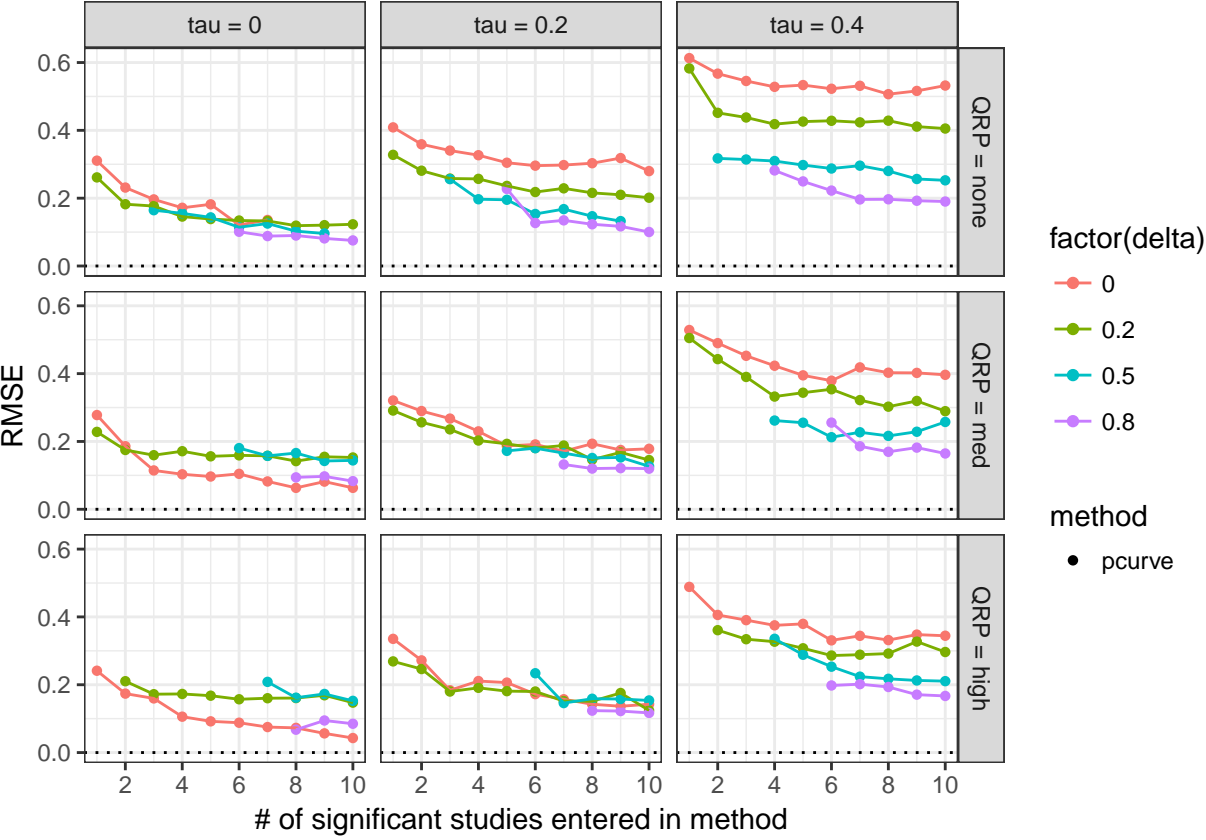 tau = 0
tau = 0.2
tau = 0.4
0.6
0.4
0.2
0.0
QRP = none
0.6
0.4
0.2
0.0
QRP = med
0.6
0.4
0.2
0.0
QRP = high
RMSE
2 4 6 8 10
2 4 6 8 10
2 4 6 8 10
# of significant studies entered in method
factor(delta)
0
0.2
0.5
0.8
method
pcurve